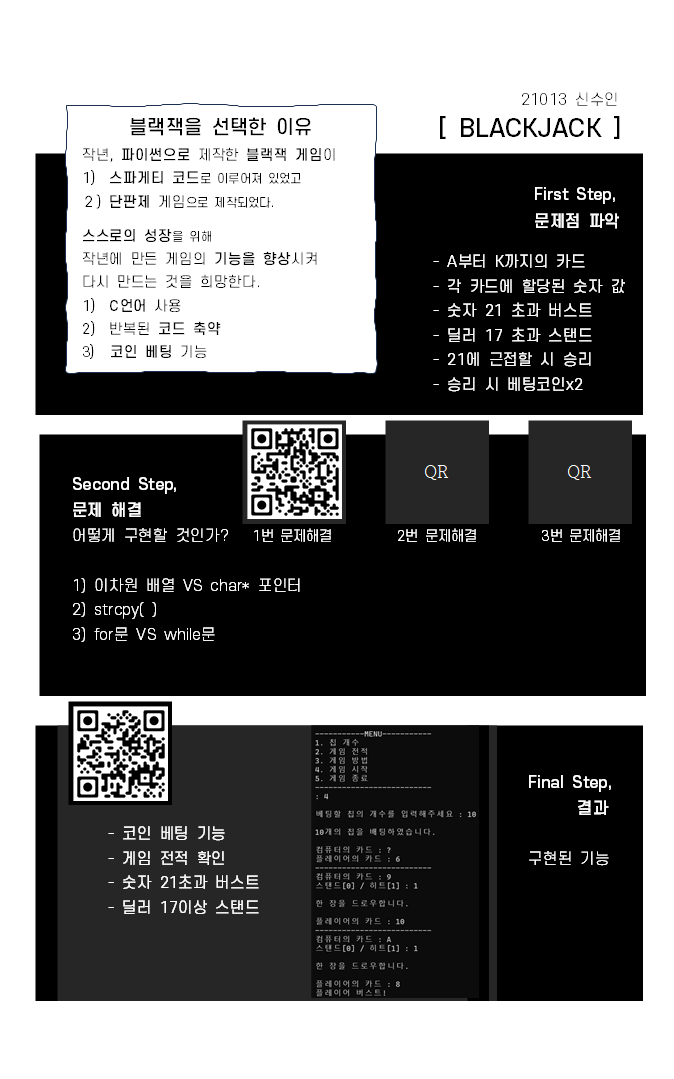 21013 신수인
[ BLACKJACK ]
블랙잭을 선택한 이유
작년, 파이썬으로 제작한 블랙잭 게임이
1) 스파게티 코드로 이루어져 있었고
2) 단판제 게임으로 제작되었다.
스스로의 성장을 위해
작년에 만든 게임의 기능을 향상시켜
다시 만드는 것을 희망한다.
1) C언어 사용
2) 반복된 코드 축약
3) 코인 베팅 기능
First Step,
문제점 파악
- A부터 K까지의 카드
- 각 카드에 할당된 숫자 값
- 숫자 21 초과 버스트
- 딜러 17 초과 스탠드
- 21에 근접할 시 승리
- 승리 시 베팅코인x2
Second Step,
문제 해결
어떻게 구현할 것인가?
1번 문제해결
QR
2번 문제해결
QR
3번 문제해결
1) 이차원 배열 VS char* 포인터
2) strcpy( )
3) for문 VS while문
- 코인 베팅 기능
- 게임 전적 확인
- 숫자 21초과 버스트
- 딜러 17이상 스탠드
-----------MENU-----------
1. 칩 개수
2. 게임 전적
3. 게임 방법
4. 게임 시작
5. 게임 종료
--------------------------
: 4
베팅할 칩의 개수를 입력해주세요 : 10
10개의 칩을 배팅하였습니다.
컴퓨터의 카드 : ?
플레이어의 카드 : 6
--------------------------
컴퓨터의 카드 : 9
스탠드[0] / 히트[1] : 1
한 장을 드로우합니다.
플레이어의 카드 : 10
--------------------------
컴퓨터의 카드 : A
스탠드[0] / 히트[1] : 1
한 장을 드로우합니다.
플레이어의 카드 : 8
플레이어 버스트!
Final Step,
결과
구현된 기능